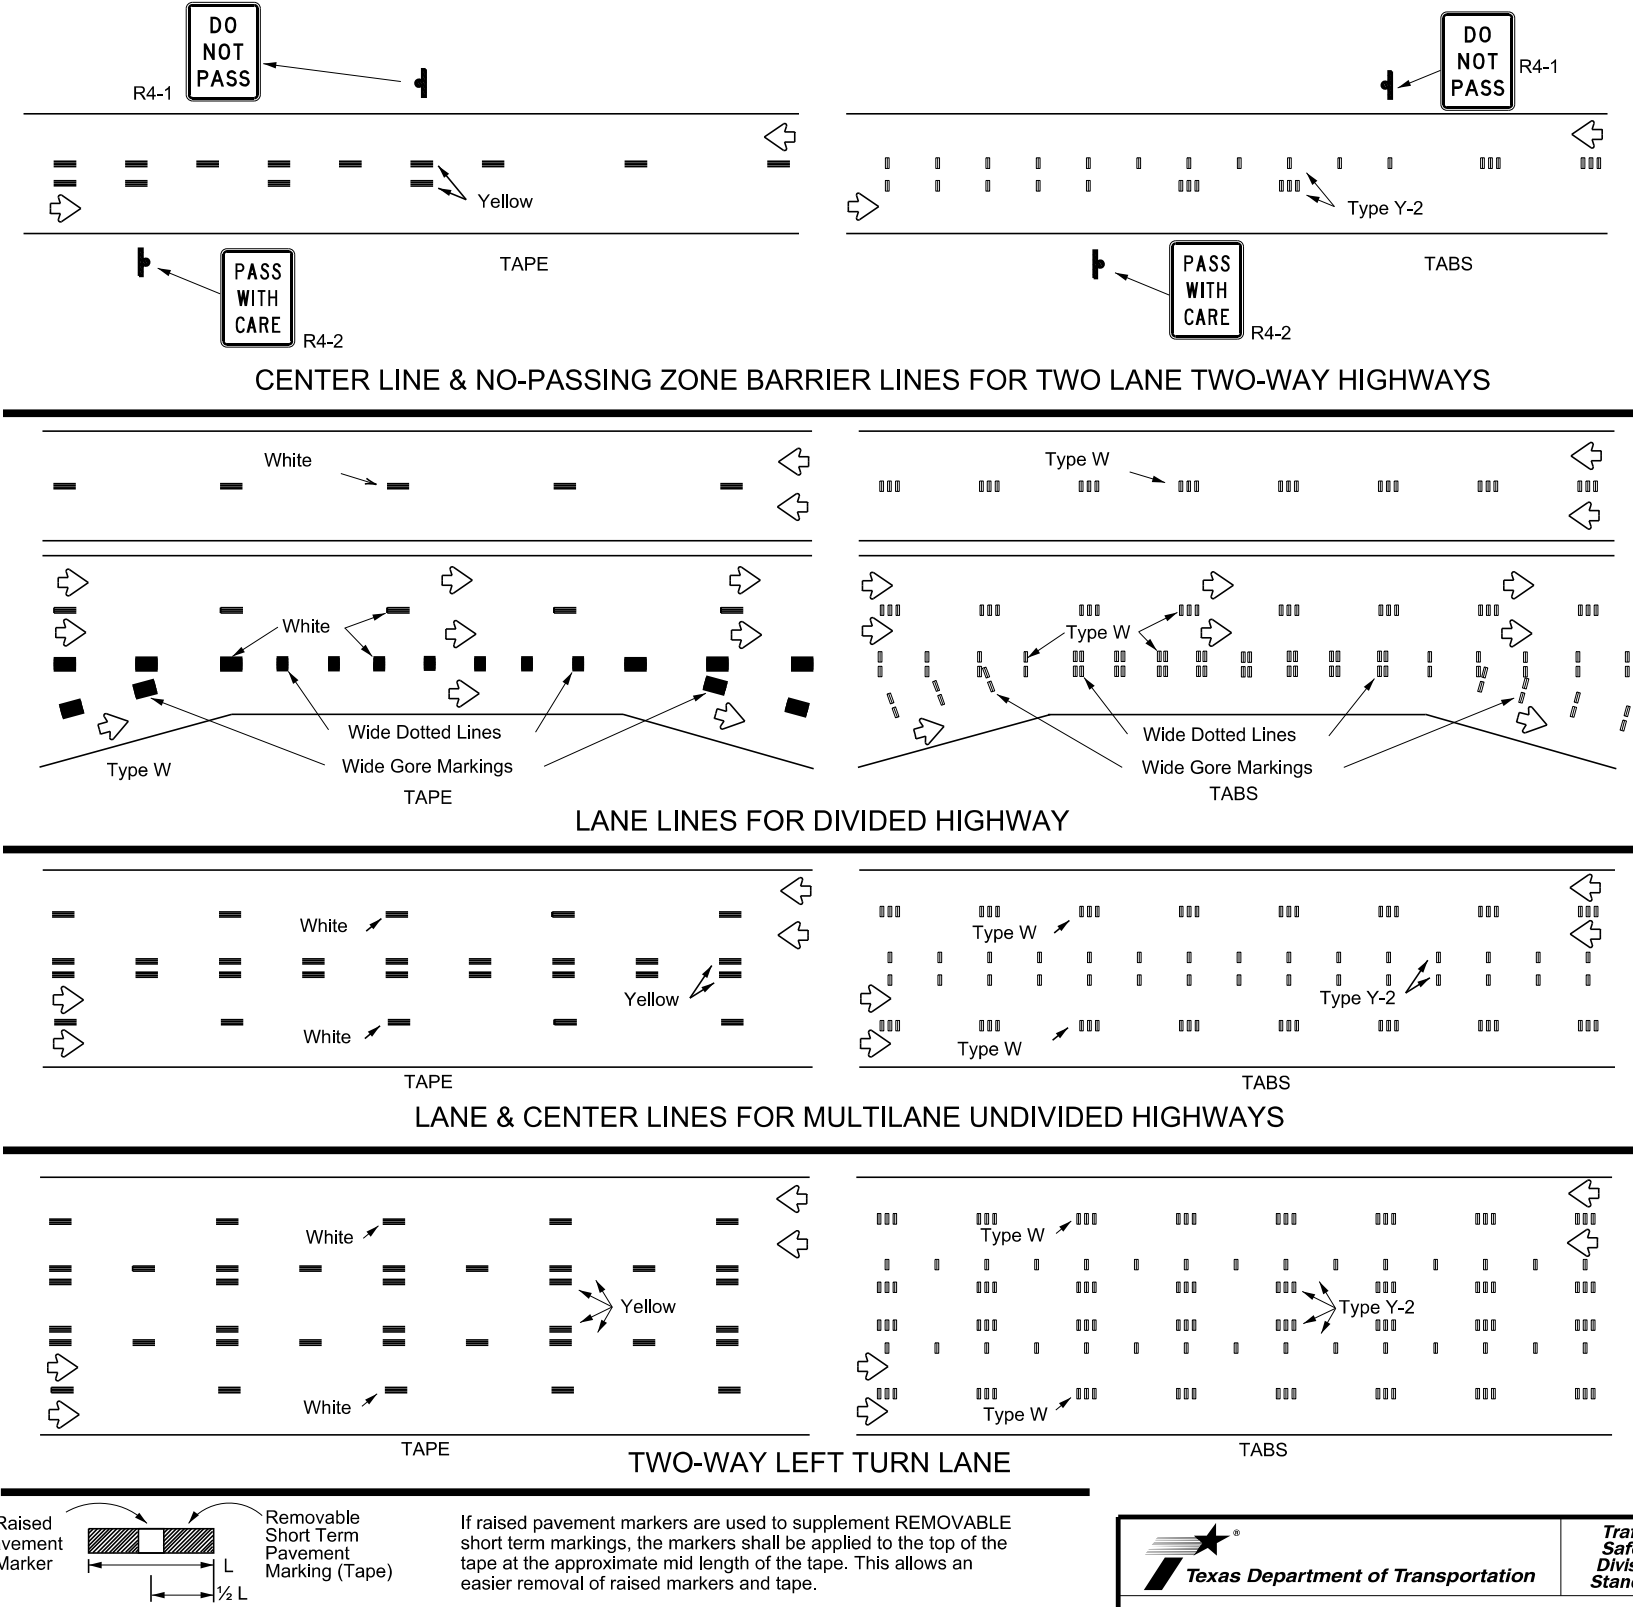 DO
NOT
PASS
R4-1
DO
NOT
PASS
R4-1
Yellow
Type Y-2
PASS
WITH
CARE
R4-2
TAPE
PASS
WITH
CARE
R4-2
TABS
CENTER LINE & NO-PASSING ZONE BARRIER LINES FOR TWO LANE TWO-WAY HIGHWAYS
White
Type W
White
Type W
Wide Dotted Lines
Wide Gore Markings
Type W
TAPE
Wide Dotted Lines
Wide Gore Markings
TABS
LANE LINES FOR DIVIDED HIGHWAY
White
Type W
Yellow
Type Y-2
White
Type W
TAPE
TABS
LANE & CENTER LINES FOR MULTILANE UNDIVIDED HIGHWAYS
White
Type W
Yellow
Type Y-2
White
Type W
TAPE
TABS
TWO-WAY LEFT TURN LANE
Raised
Marker
Removable
Short Term
Pavement
Marking (Tape)
L
½ L
If raised pavement markers are used to supplement REMOVABLE
short term markings, the markers shall be applied to the top of the
tape at the approximate mid length of the tape. This allows an
easier removal of raised markers and tape.
®
Texas Department of Transportation